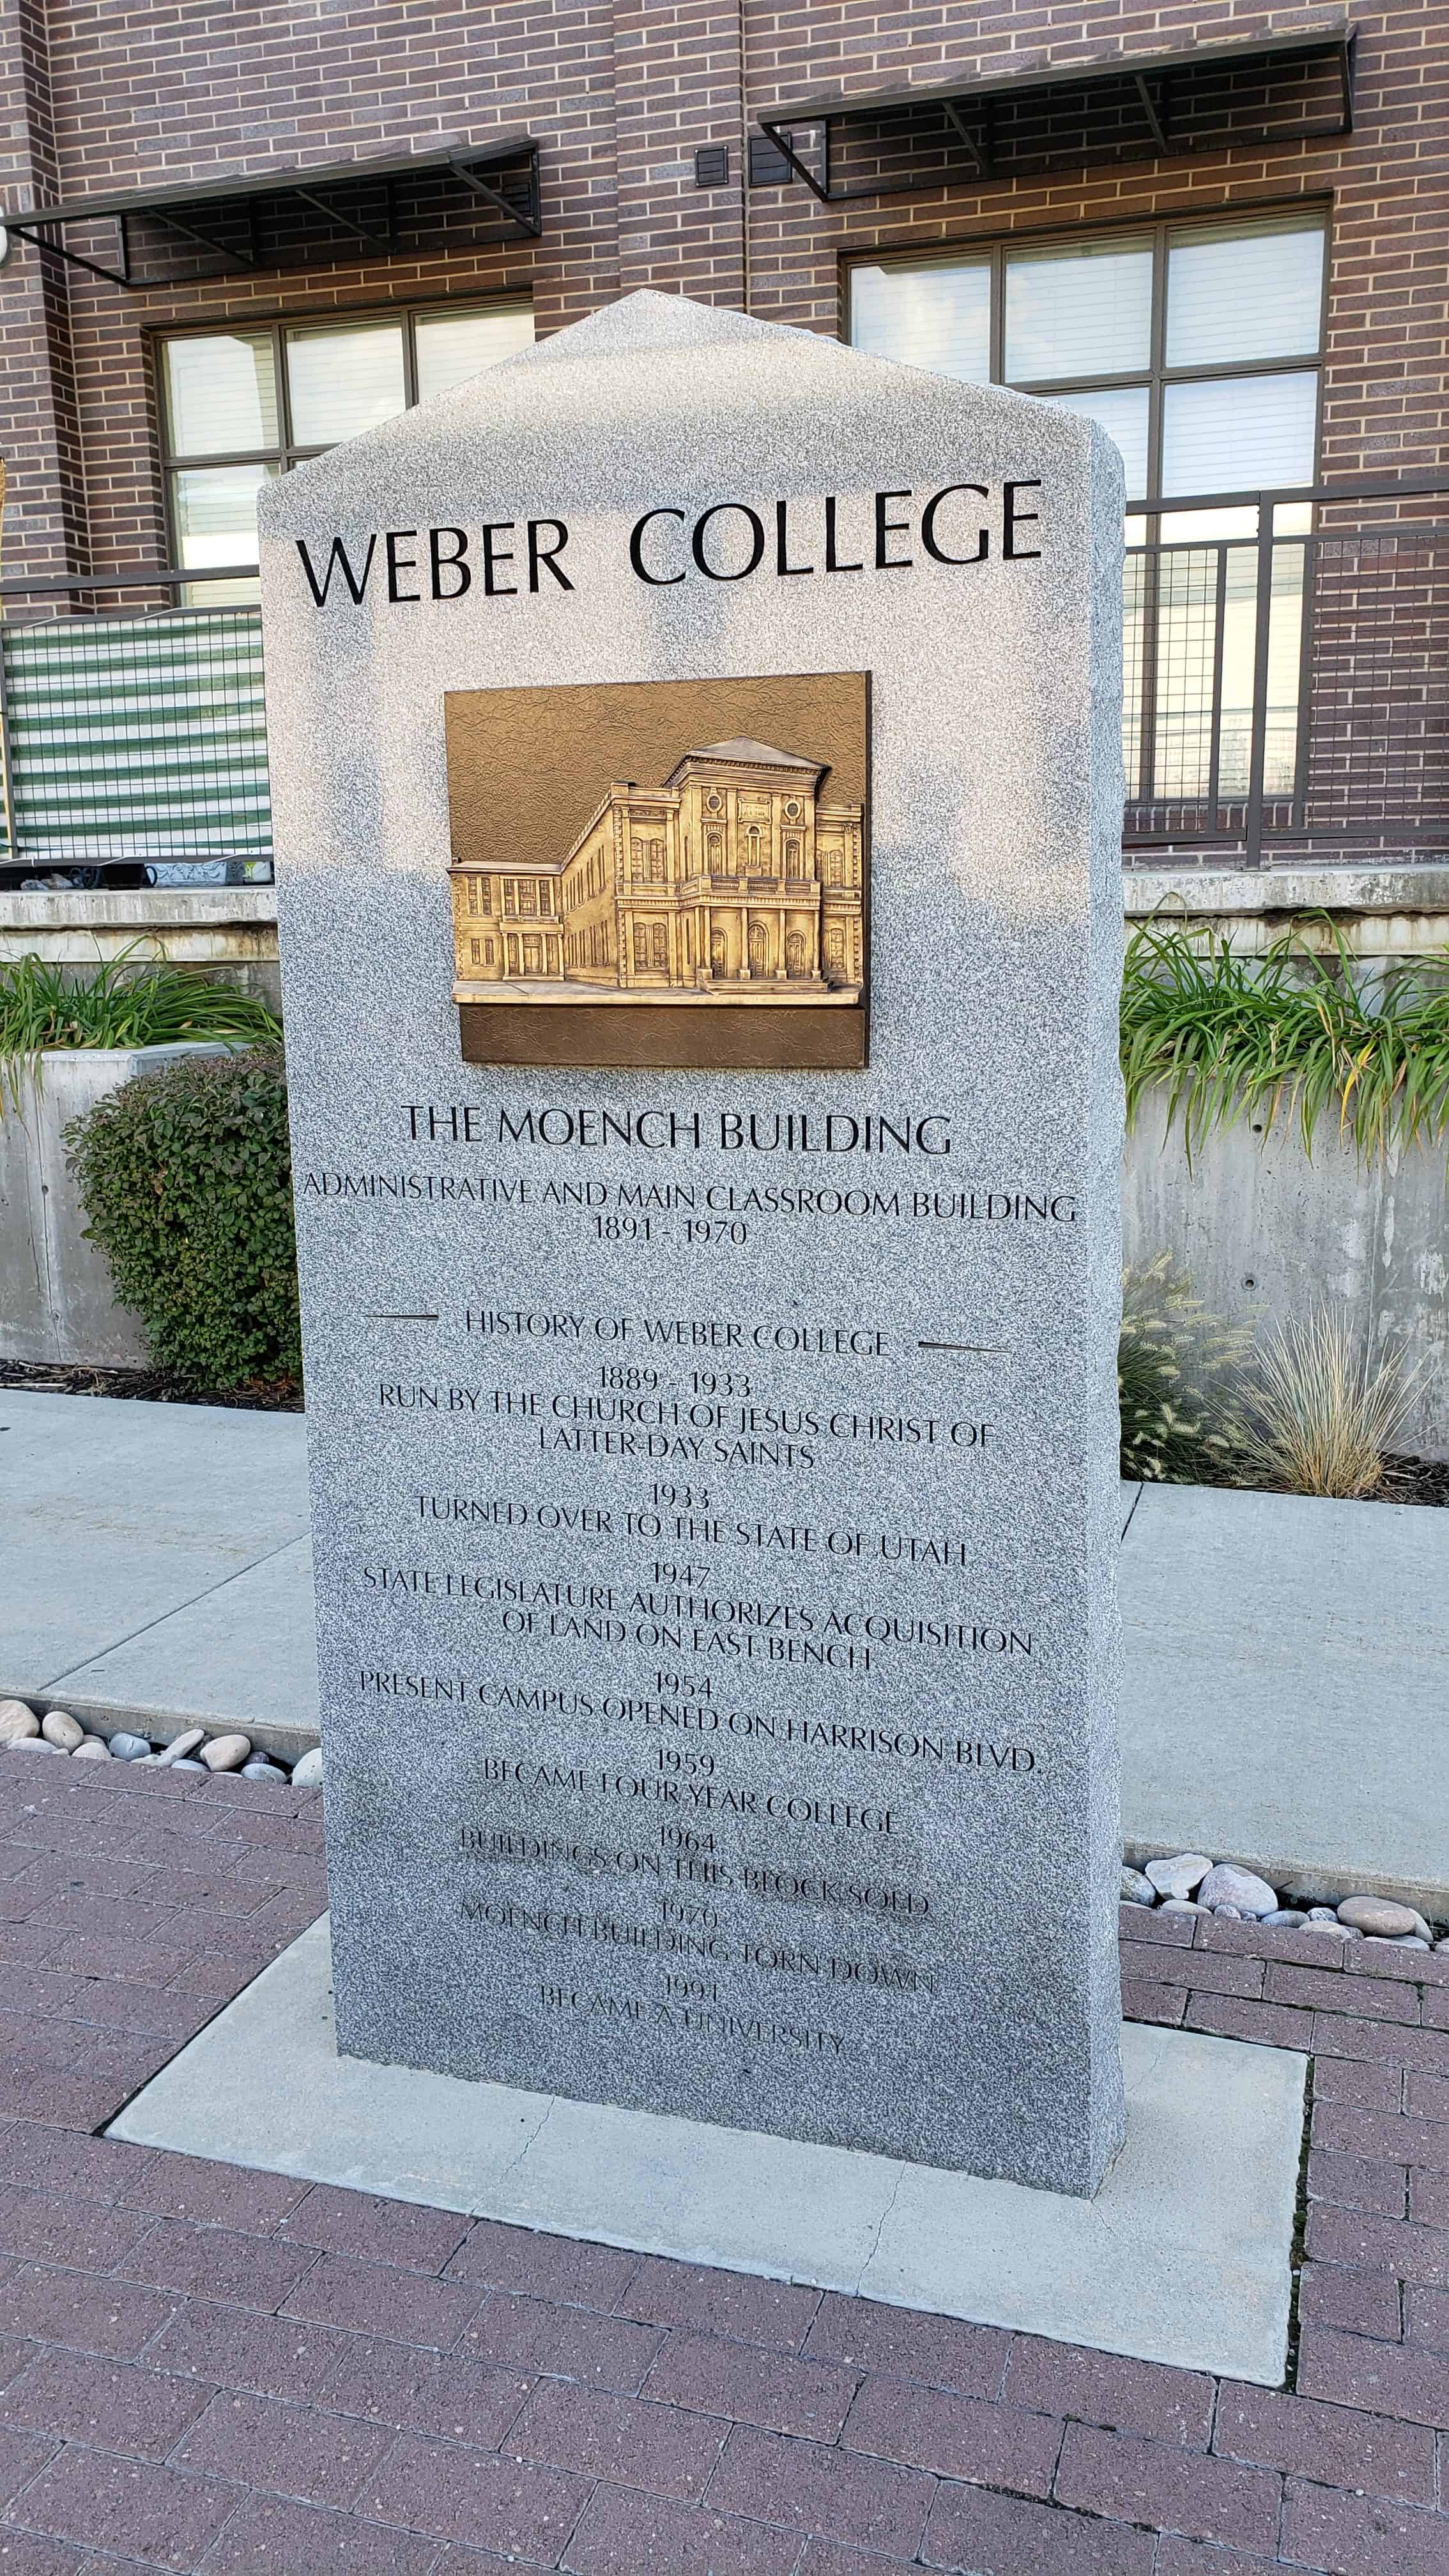 WEBER COLLEGE
THE MOENCH BUILDING
ADMINISTRATIVE AND MAIN CLASSROOM BUILDING
1891 - 1970
HISTORY OF WEBER COLLEGE
1889 - 1933
RUN BY THE CHURCH OF JESUS CHRIST OF
LATTER-DAY SAINTS
1933
TURNED OVER TO THE STATE OF UTAH
1947
STATE LEGISLATURE AUTHORIZES ACQUISITION
OF LAND ON EAST BENCH
1954
PRESENT CAMPUS OPENED ON HARRISON BLVD.
1959
BECAME FOUR YEAR COLLEGE
1964
BUILDINGS ON THIS BLOCK SOLD
1970
MOENCH BUILDING TORN DOWN
1991
BECAME A UNIVERSITY